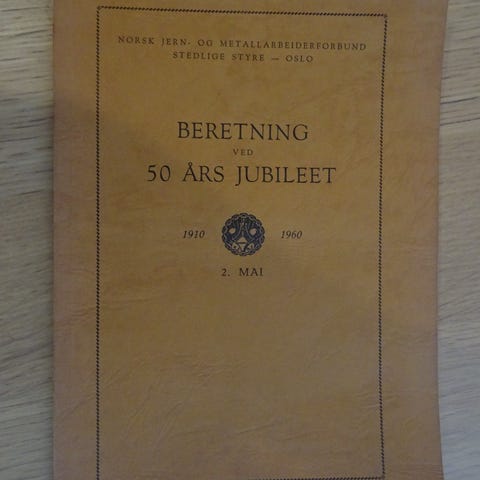 NORSK JERN- OG METALLARBEIDERFORBUND
STEDLIGE STYRE — OSLO
BERETNING
VED
50 ÅRS JUBILEET
1910 1960
2. MAI